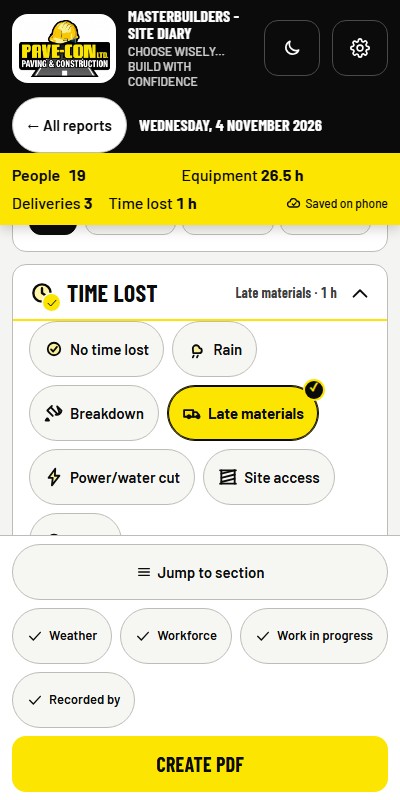 PAVE-CON LTD.
PAVING & CONSTRUCTION
MASTERBUILDERS -
SITE DIARY
CHOOSE WISELY...
BUILD WITH
CONFIDENCE
← All reports
WEDNESDAY, 4 NOVEMBER 2026
People 19
Equipment 26.5 h
Deliveries 3
Time lost 1 h
Saved on phone
TIME LOST
Late materials · 1 h
No time lost
Rain
Breakdown
Late materials
Power/water cut
Site access
Jump to section
Weather
Workforce
Work in progress
Recorded by
CREATE PDF